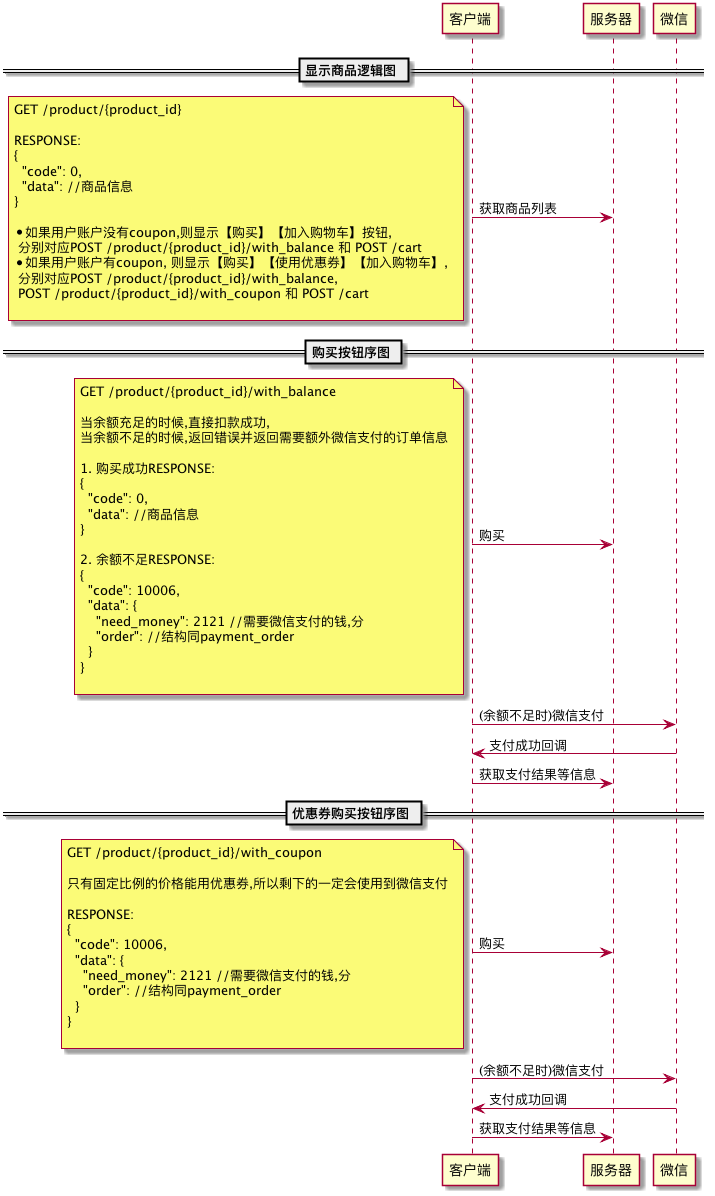 客户端 服务器 微信
显示商品逻辑图
GET /product/{product_id}
RESPONSE:
{
"code": 0,
"data": //商品信息
}
•如果用户账户没有coupon,则显示【购买】【加入购物车】按钮,
分别对应POST /product/{product_id}/with_balance 和 POST /cart
•如果用户账户有coupon, 则显示【购买】【使用优惠券】【加入购物车】,
分别对应POST /product/{product_id}/with_balance,
POST /product/{product_id}/with_coupon 和 POST /cart
获取商品列表
购买按钮序图
GET /product/{product_id}/with_balance
当余额充足的时候,直接扣款成功,
当余额不足的时候,返回错误并返回需要额外微信支付的订单信息
1. 购买成功RESPONSE:
{
"code": 0,
"data": //商品信息
}
2. 余额不足RESPONSE:
{
"code": 10006,
"data": {
"need_money": 2121 //需要微信支付的钱,分
"order": //结构同payment_order
}
}
购买
(余额不足时)微信支付
支付成功回调
获取支付结果等信息
优惠券购买按钮序图
GET /product/{product_id}/with_coupon
只有固定比例的价格能用优惠券,所以剩下的一定会使用到微信支付
RESPONSE:
{
"code": 10006,
"data": {
"need_money": 2121 //需要微信支付的钱,分
"order": //结构同payment_order
}
}
购买
(余额不足时)微信支付
支付成功回调
获取支付结果等信息
客户端 服务器 微信